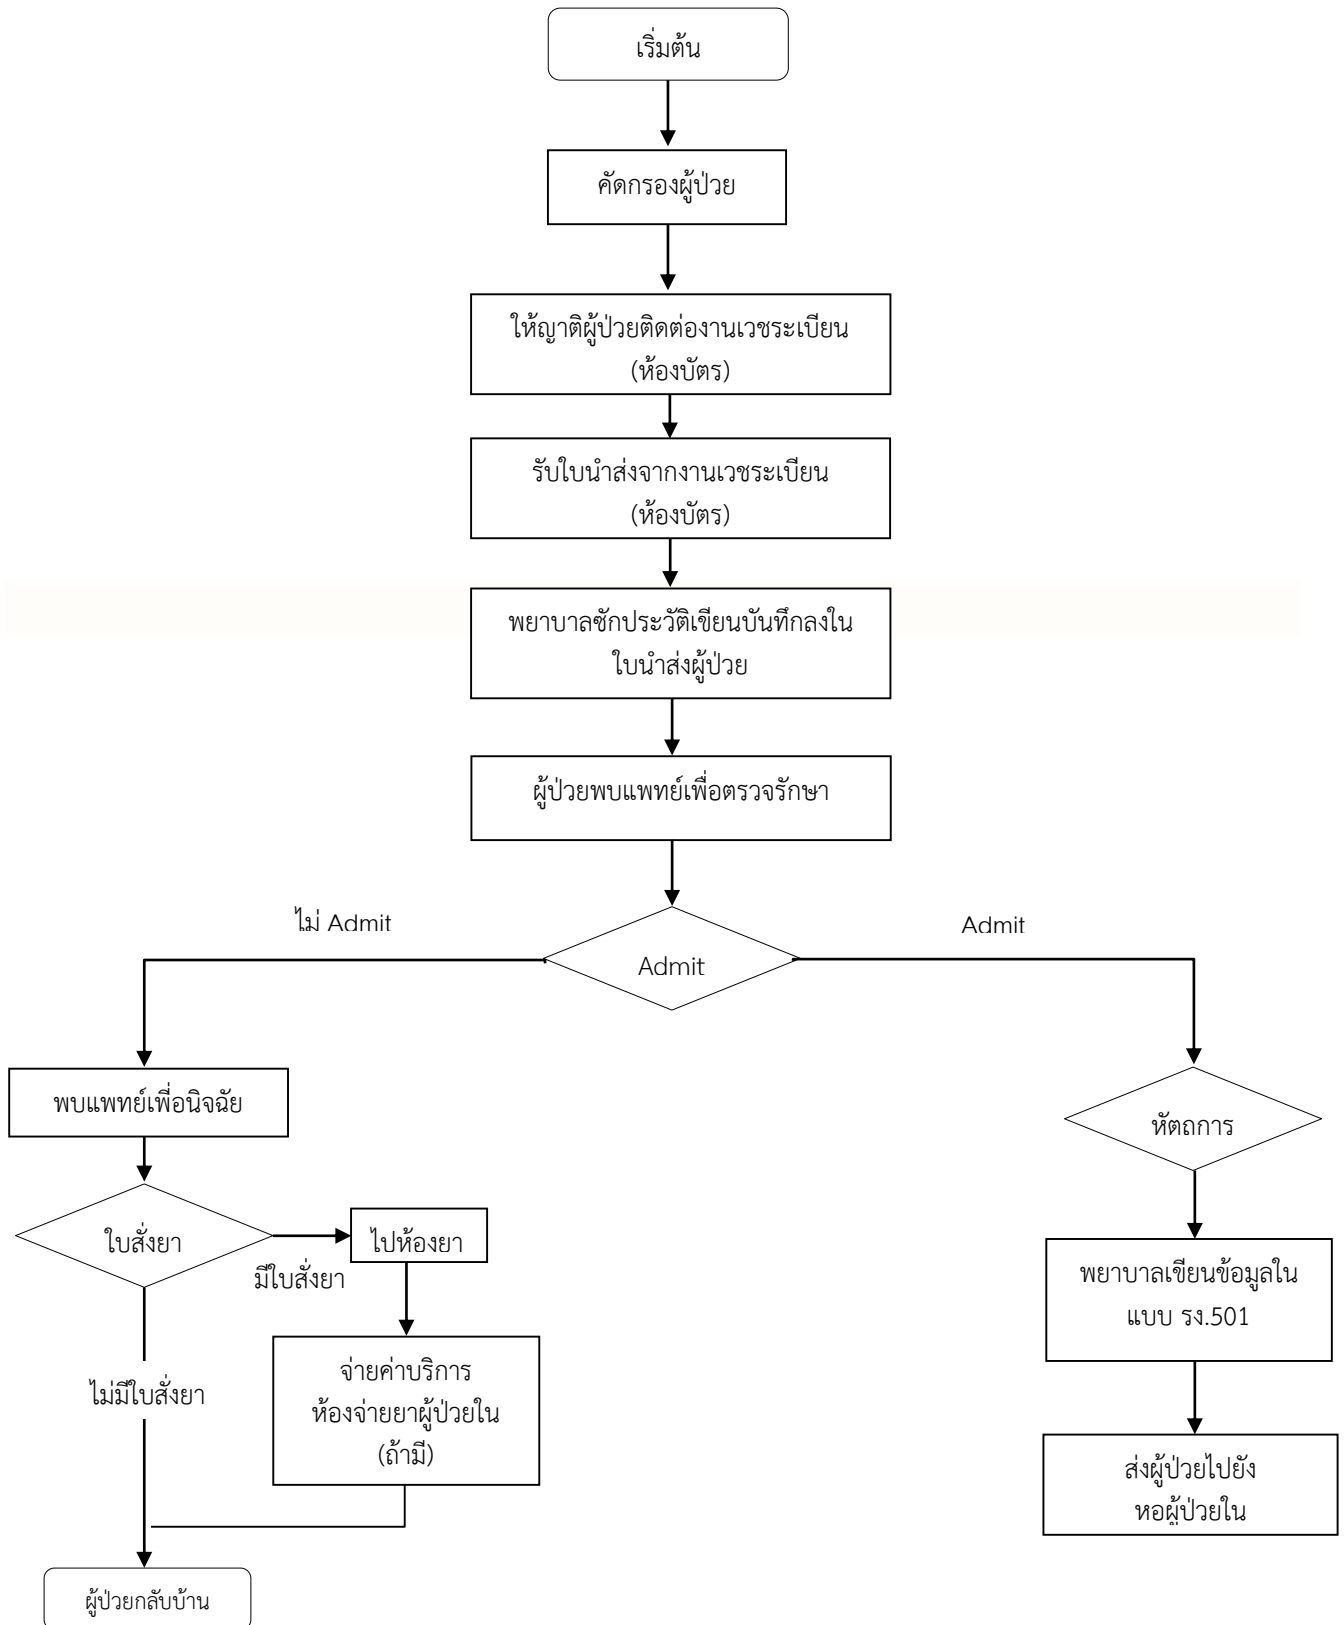 เริ่มต้น
คัดกรองผู้ป่วย
ให้ญาติผู้ป่วยติดต่องานเวชระเบียน
(ห้องบัตร)
รับใบนำส่งจากงานเวชระเบียน
(ห้องบัตร)
พยาบาลซักประวัติเขียนบันทึกลงใน
ใบนำส่งผู้ป่วย
ผู้ป่วยพบแพทย์เพื่อตรวจรักษา
ไม่ Admit
Admit
Admit
พบแพทย์เพื่อนิจฉัย
หัตถการ
ใบสั่งยา
ไปห้องยา
มีใบสั่งยา
พยาบาลเขียนข้อมูลใน
แบบ รง.501
จ่ายค่าบริการ
ห้องจ่ายยาผู้ป่วยใน
(ถ้ามี)
ไม่มีใบสั่งยา
ส่งผู้ป่วยไปยัง
หอผู้ป่วยใน
ผู้ป่วยกลับบ้าน